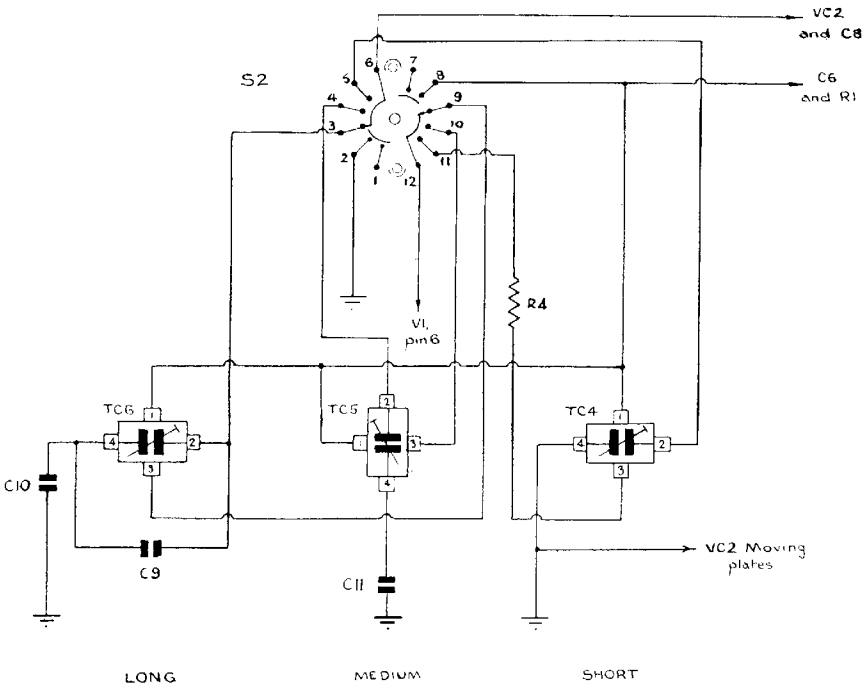 VC2
and C8
S2
6
7
5
8
C6
and R1
4
9
3
10
2
11
1
12
R4
V1,
pin 6
TC6
1
4
2
3
TC5
2
1
3
4
TC4
1
4
2
3
C10
C9
C11
VC2 Moving
plates
LONG
MEDIUM
SHORT